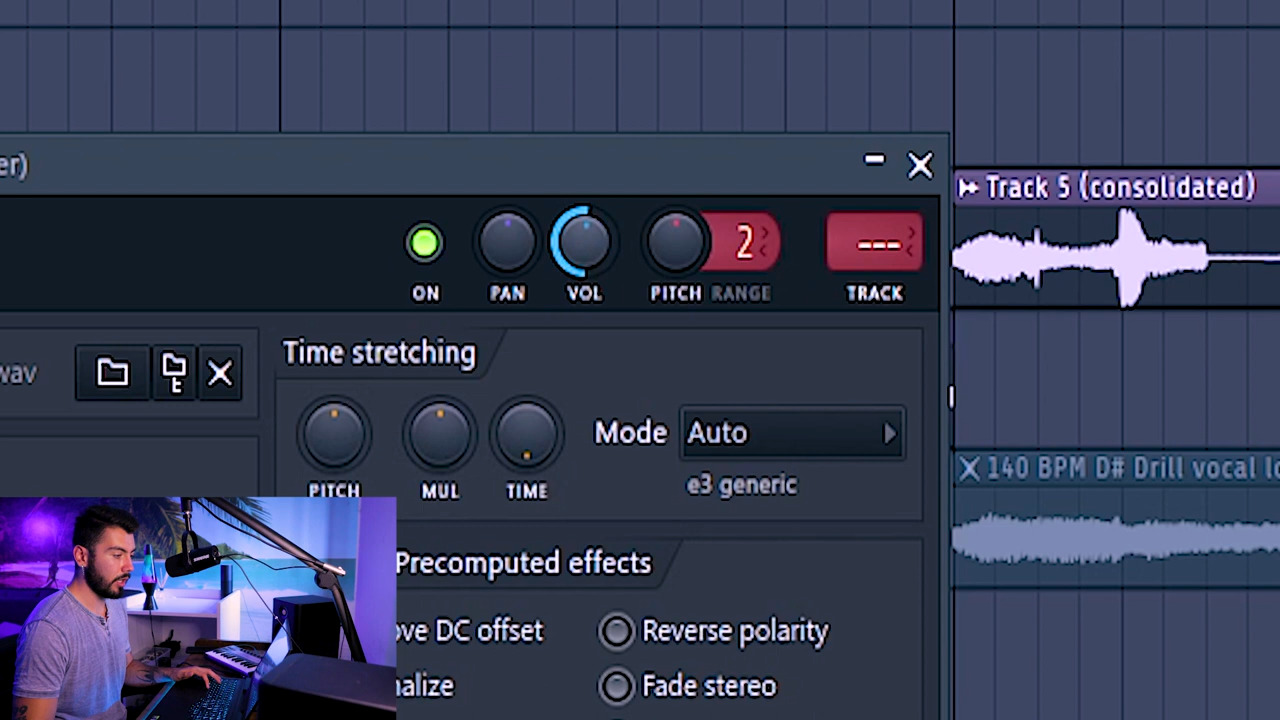 er)
Track 5 (consolidated)
2
---
ON PAN VOL PITCH RANGE TRACK
wav
Time stretching
Mode Auto
PITCH MUL TIME
e3 generic
140 BPM D# Drill vocal lo
Precomputed effects
ove DC offset
Reverse polarity
nalize
Fade stereo